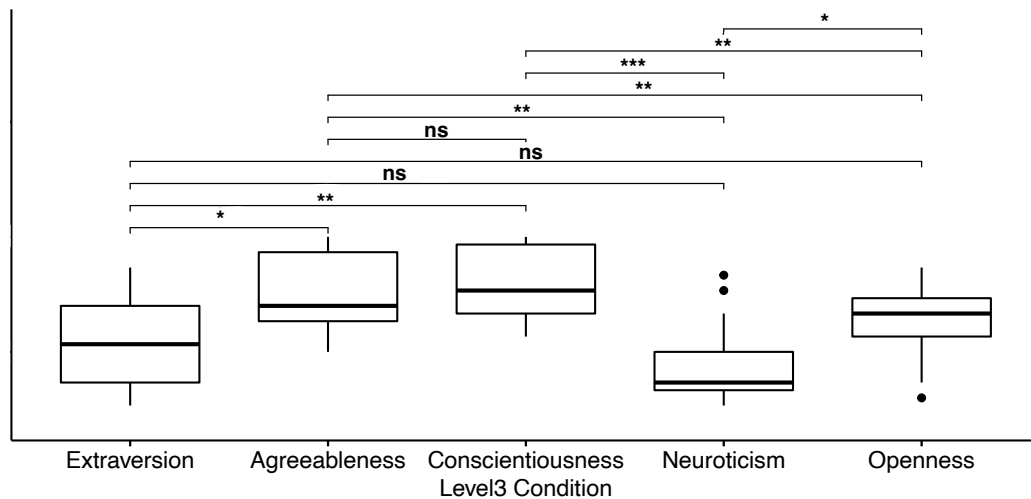 *
**
***
**
**
ns
ns
ns
**
*
Extraversion Agreeableness Conscientiousness Neuroticism Openness
Level3 Condition